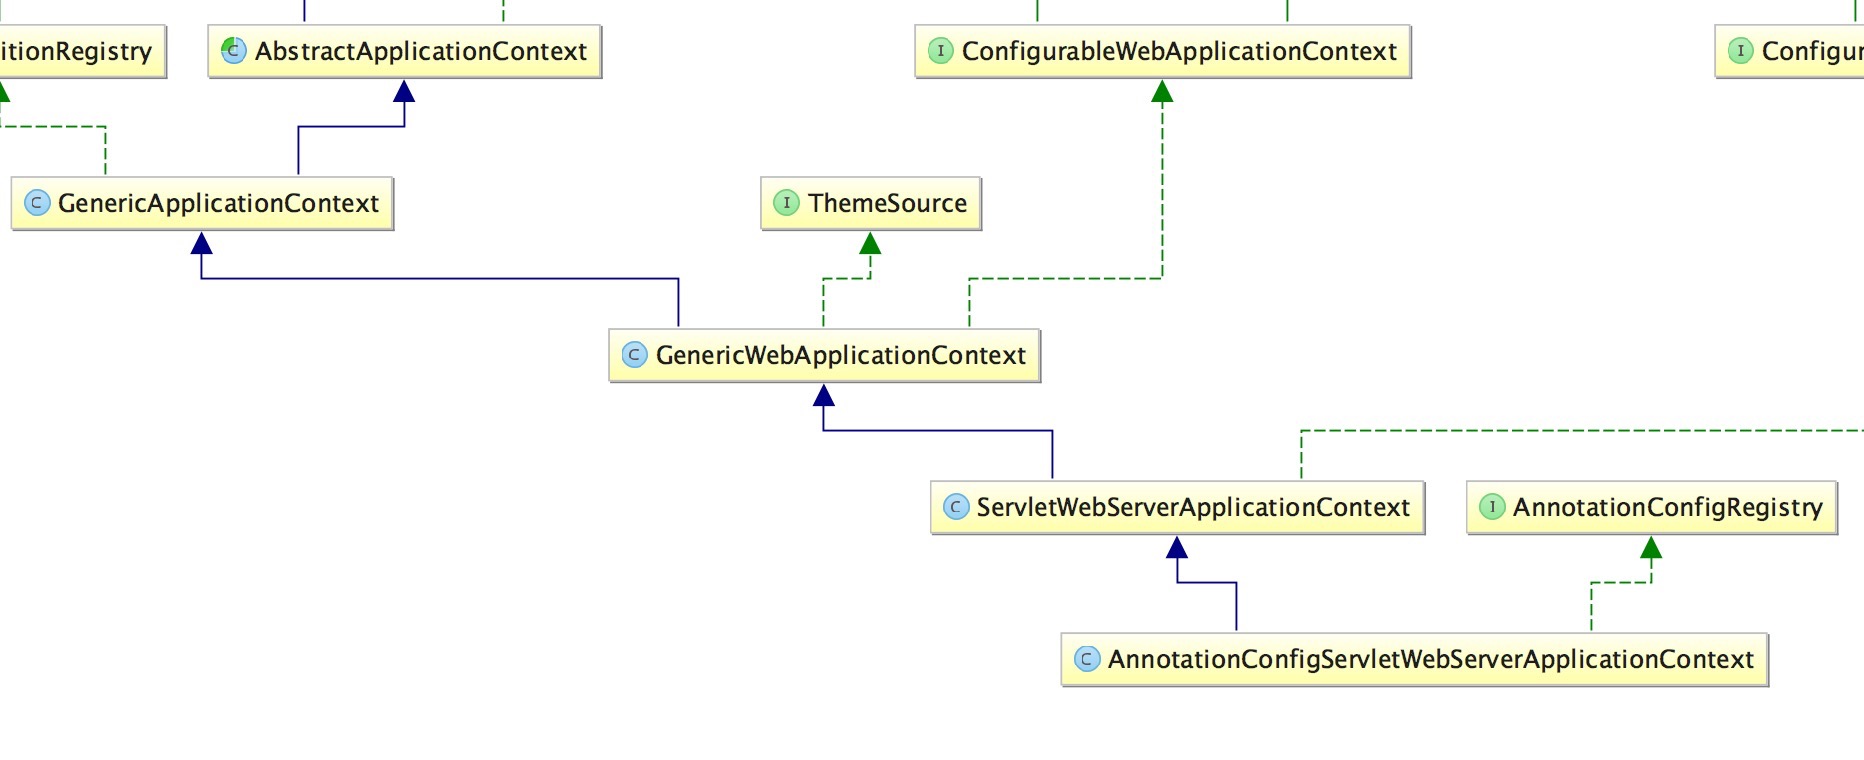 itionRegistry
C AbstractApplicationContext
I ConfigurableWebApplicationContext
I Configur
C GenericApplicationContext
I ThemeSource
C GenericWebApplicationContext
C ServletWebServerApplicationContext
I AnnotationConfigRegistry
C AnnotationConfigServletWebServerApplicationContext